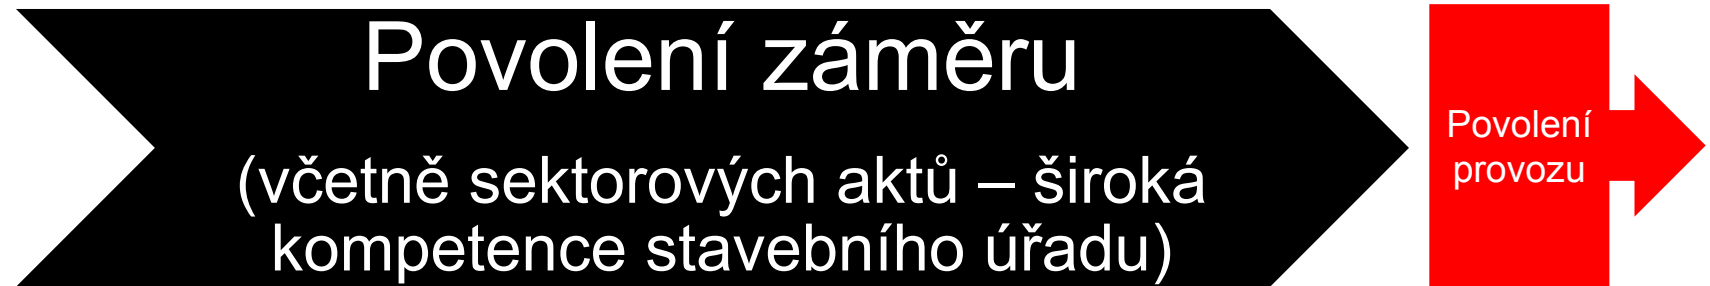 Povolení záměru
(včetně sektorových aktů – široká
kompetence stavebního úřadu)
Povolení
provozu